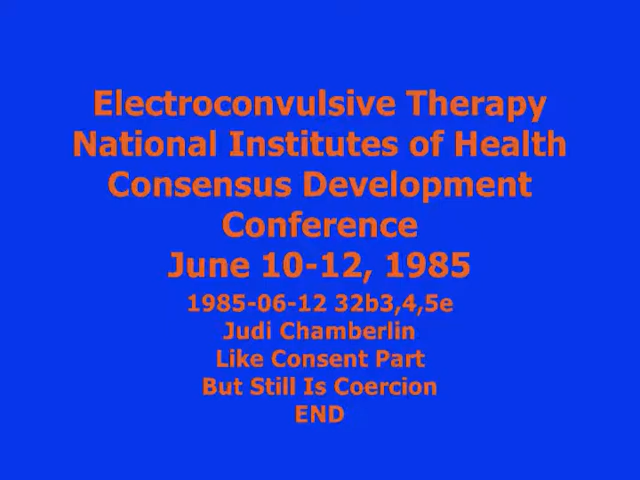 Electroconvulsive Therapy
National Institutes of Health
Consensus Development
Conference
June 10-12, 1985
1985-06-12 32b3,4,5e
Judi Chamberlin
Like Consent Part
But Still Is Coercion
END